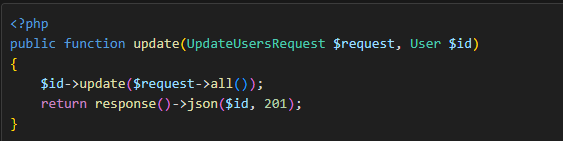 <?php
public function update(UpdateUsersRequest $request, User $id)
{
    $id->update($request->all());
    return response()->json($id, 201);
}